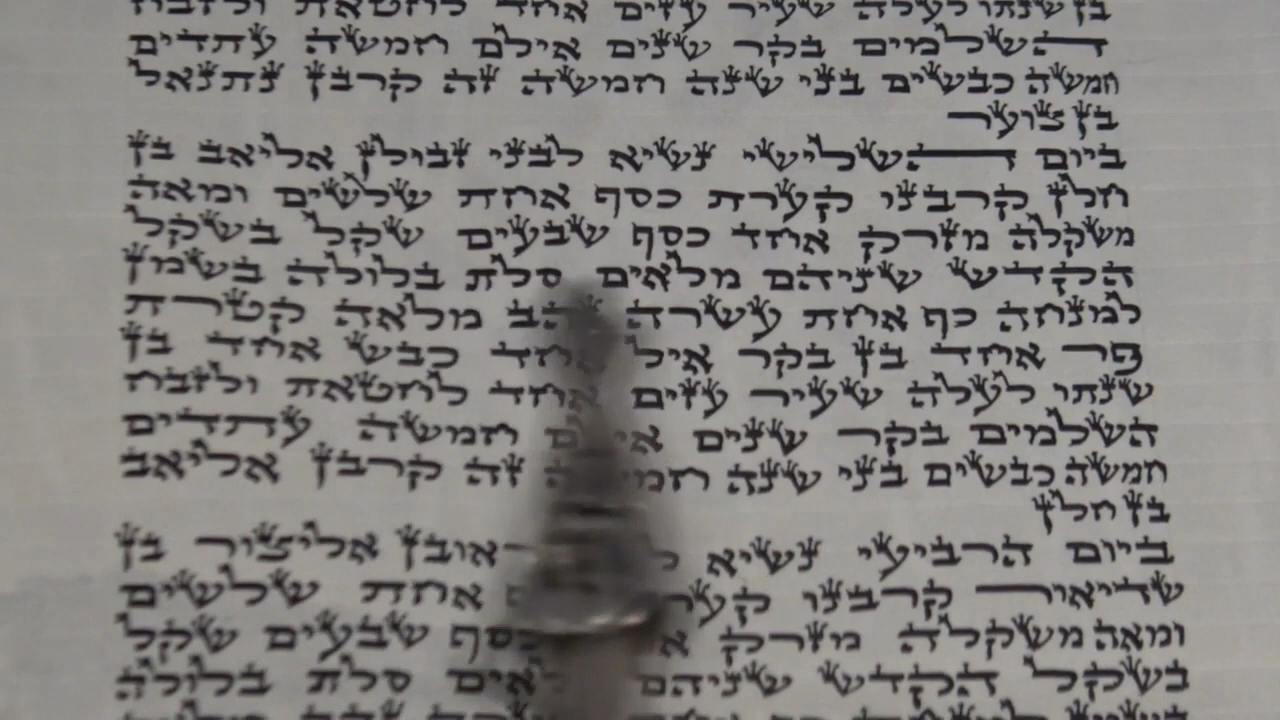 בן שנתו לעלה שעיר עזים אחד לחטאת ולזבח
השלמים בקר שנים אילם חמשה עתדים
חמשה כבשים בני שנה חמשה זה קרבן נתנאל
בן צוער
ביום השלישי נשיא לבני זבולן אליאב בן
חלן קרבנו קערת כסף אחת שלשים ומאה
משקלה מזרק אחד כסף שבעים שקל בשקל
הקדש שניהם מלאים סלת בלולה בשמן
למנחה כף אחת עשרה זהב מלאה קטרת
פר אחד בן בקר איל אחד כבש אחד בן
שנתו לעלה שעיר עזים אחד לחטאת ולזבח
השלמים בקר שנים אילם חמשה עתדים
חמשה כבשים בני שנה חמשה זה קרבן אליאב
בן חלן
ביום הרביעי נשיא ראובן אליצור בן
שדיאור קרבנו אחת שלשים
ומאה משקלה מזרק כסף שבעים שקל
בשקל הקדש שניהם מלאים סלת בלולה